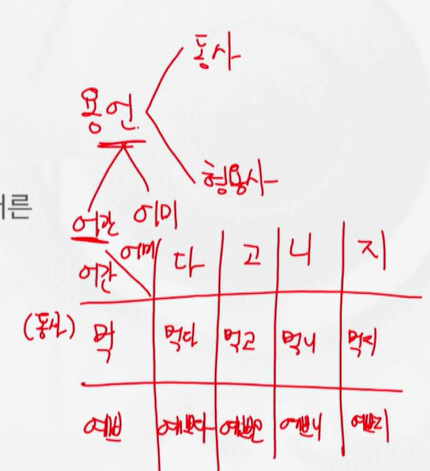 동사
용언
형용사
어른
어간 어미
어미 다 고 니 지
어간
(동사) 먹 먹다 먹고 먹니 먹지
예쁘 예쁘다 예쁘고 예쁘니 예쁘지